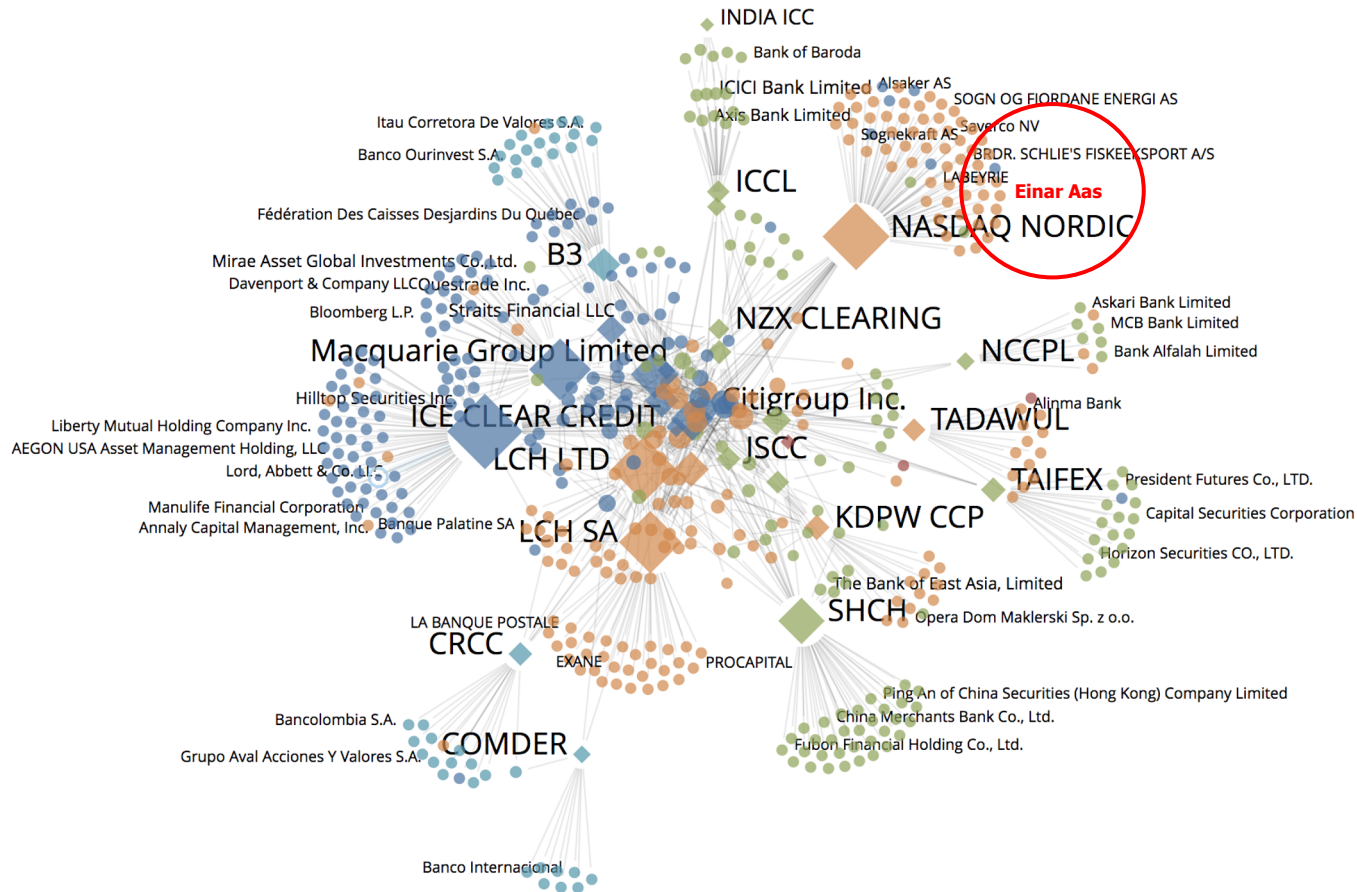 INDIA ICC
Bank of Baroda
ICICI Bank Limited
Alsaker AS
SOGN OG FJORDANE ENERGI AS
Axis Bank Limited
Itau Corretora De Valores S.A.
Saverco NV
Sognekraft AS
Banco Ourinvest S.A.
BRDR. SCHLIE'S FISKEEKSPORT A/S
LABEYRIE
ICCL
Einar Aas
Fédération Des Caisses Desjardins Du Québec
NASDAQ NORDIC
B3
Mirae Asset Global Investments Co., Ltd.
Davenport & Company LLC
Questrade Inc.
Askari Bank Limited
Bloomberg L.P.
Straits Financial LLC
NZX CLEARING
MCB Bank Limited
Macquarie Group Limited
NCCPL
Bank Alfalah Limited
Hilltop Securities Inc.
Citigroup Inc.
Alinma Bank
ICE CLEAR CREDIT
TADAWUL
Liberty Mutual Holding Company Inc.
AEGON USA Asset Management Holding, LLC
JSCC
LCH LTD
Lord, Abbett & Co. LLC
TAIFEX
President Futures Co., LTD.
Manulife Financial Corporation
Capital Securities Corporation
KDPW CCP
Annaly Capital Management, Inc.
Banque Palatine SA
LCH SA
Horizon Securities CO., LTD.
The Bank of East Asia, Limited
SHCH
Opera Dom Maklerski Sp. z o.o.
LA BANQUE POSTALE
CRCC
EXANE
PROCAPITAL
Ping An of China Securities (Hong Kong) Company Limited
Bancolombia S.A.
China Merchants Bank Co., Ltd.
COMDER
Fubon Financial Holding Co., Ltd.
Grupo Aval Acciones Y Valores S.A.
Banco Internacional